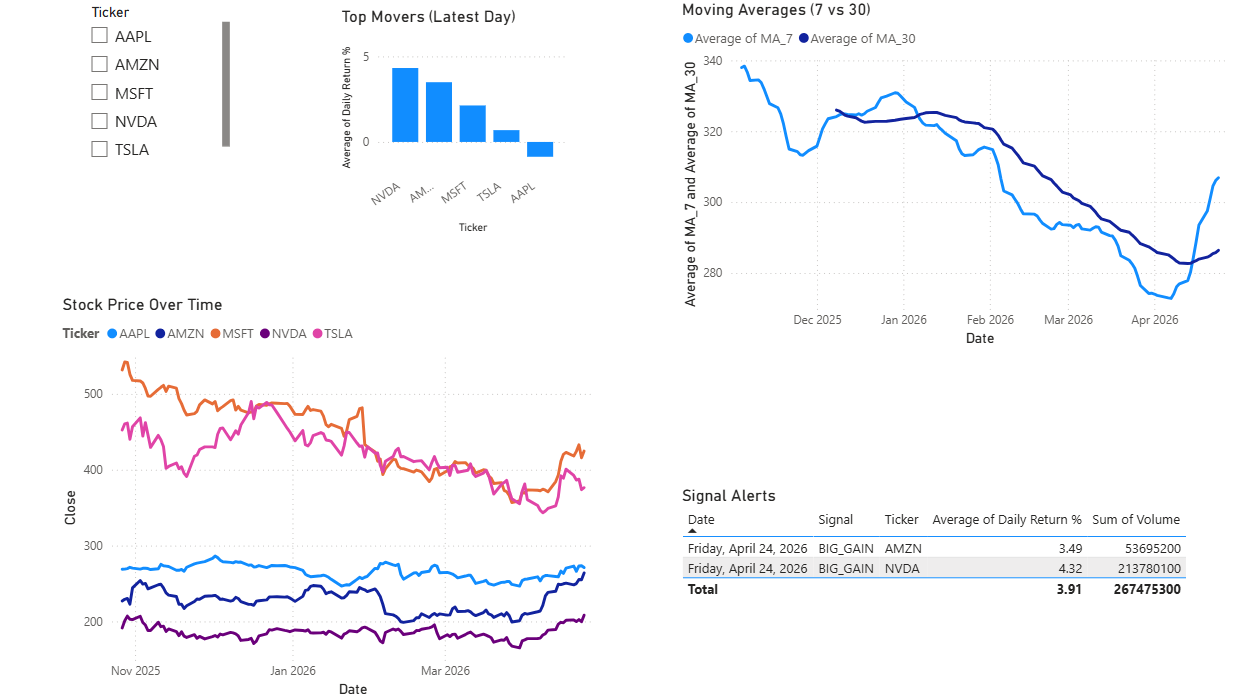 Ticker
AAPL
AMZN
MSFT
NVDA
TSLA
Top Movers (Latest Day)
Average of Daily Return %
5
0
NVDA
AM...
MSFT
TSLA
AAPL
Ticker
Moving Averages (7 vs 30)
Average of MA_7 Average of MA_30
Average of MA_7 and Average of MA_30
340
320
300
280
Dec 2025 Jan 2026 Feb 2026 Mar 2026 Apr 2026
Date
Stock Price Over Time
Ticker AAPL AMZN MSFT NVDA TSLA
Close
500
400
300
200
Nov 2025 Jan 2026 Mar 2026
Date
Signal Alerts
Date Signal Ticker Average of Daily Return % Sum of Volume
Friday, April 24, 2026 BIG_GAIN AMZN 3.49 53695200
Friday, April 24, 2026 BIG_GAIN NVDA 4.32 213780100
Total 3.91 267475300